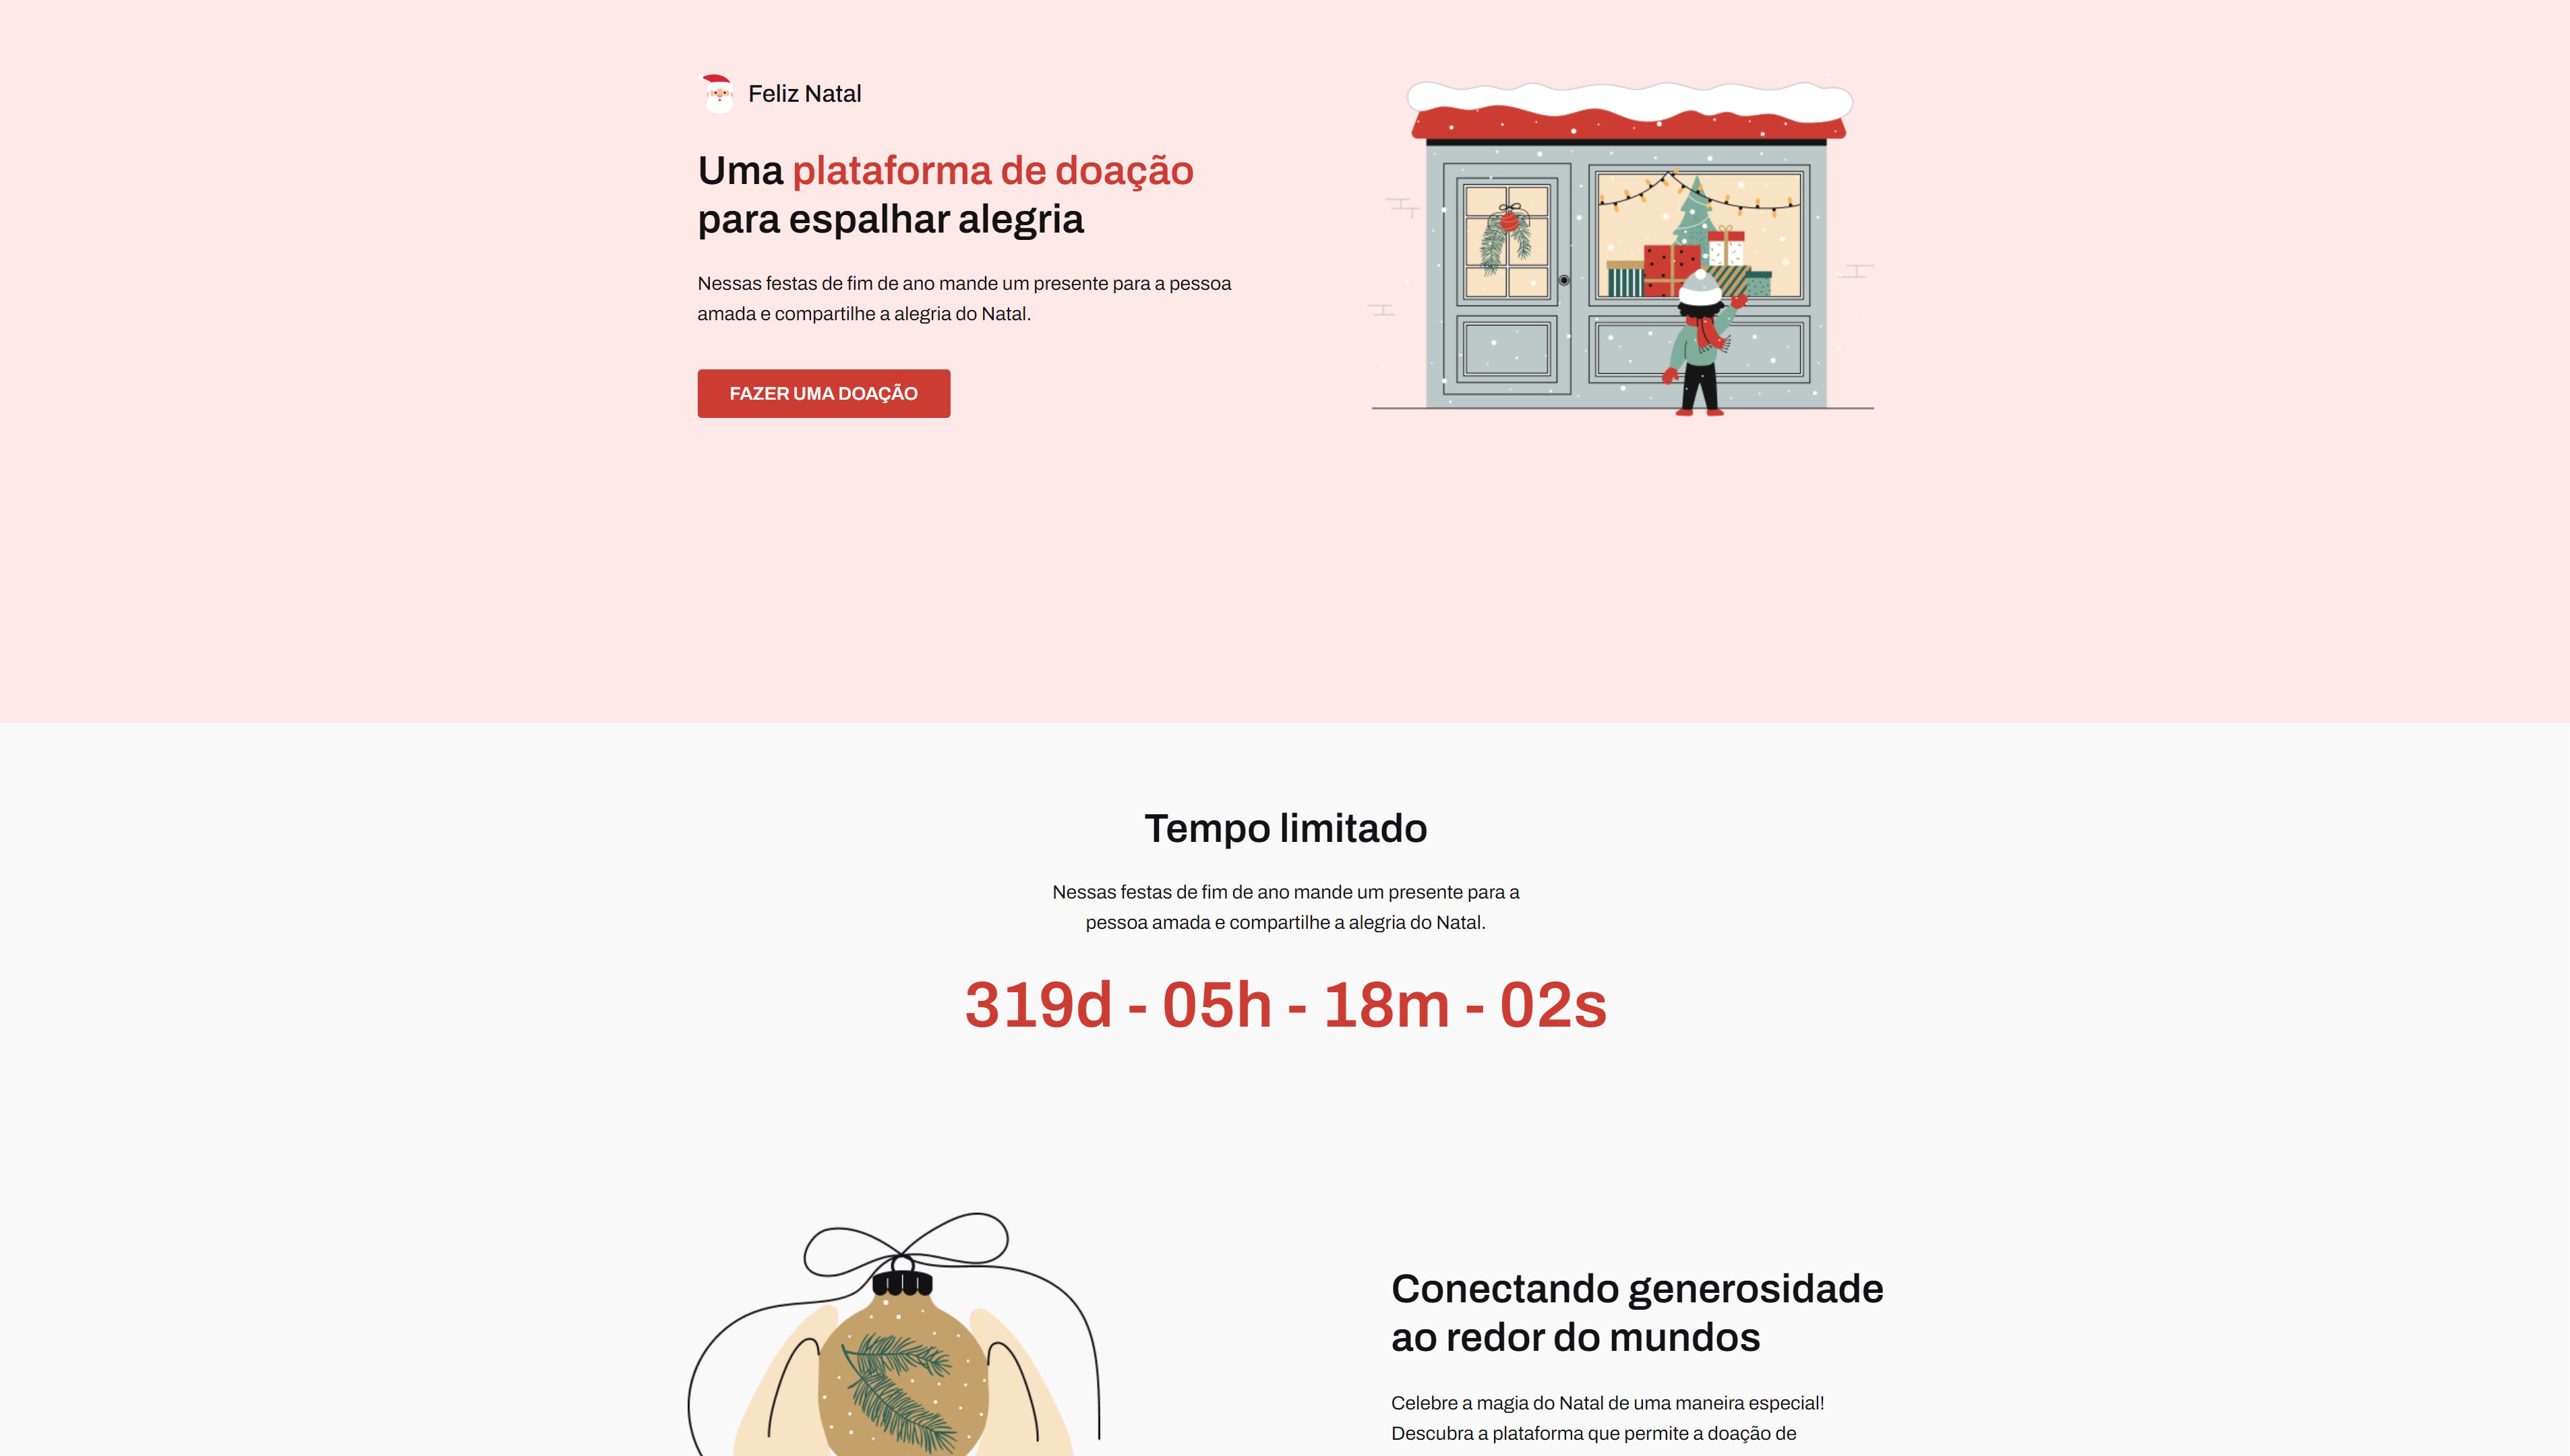 Feliz Natal
Uma plataforma de doação
para espalhar alegria
Nessas festas de fim de ano mande um presente para a pessoa
amada e compartilhe a alegria do Natal.
FAZER UMA DOAÇÃO
Tempo limitado
Nessas festas de fim de ano mande um presente para a
pessoa amada e compartilhe a alegria do Natal.
319d - 05h - 18m - 02s
Conectando generosidade
ao redor do mundos
Celebre a magia do Natal de uma maneira especial!
Descubra a plataforma que permite a doação de